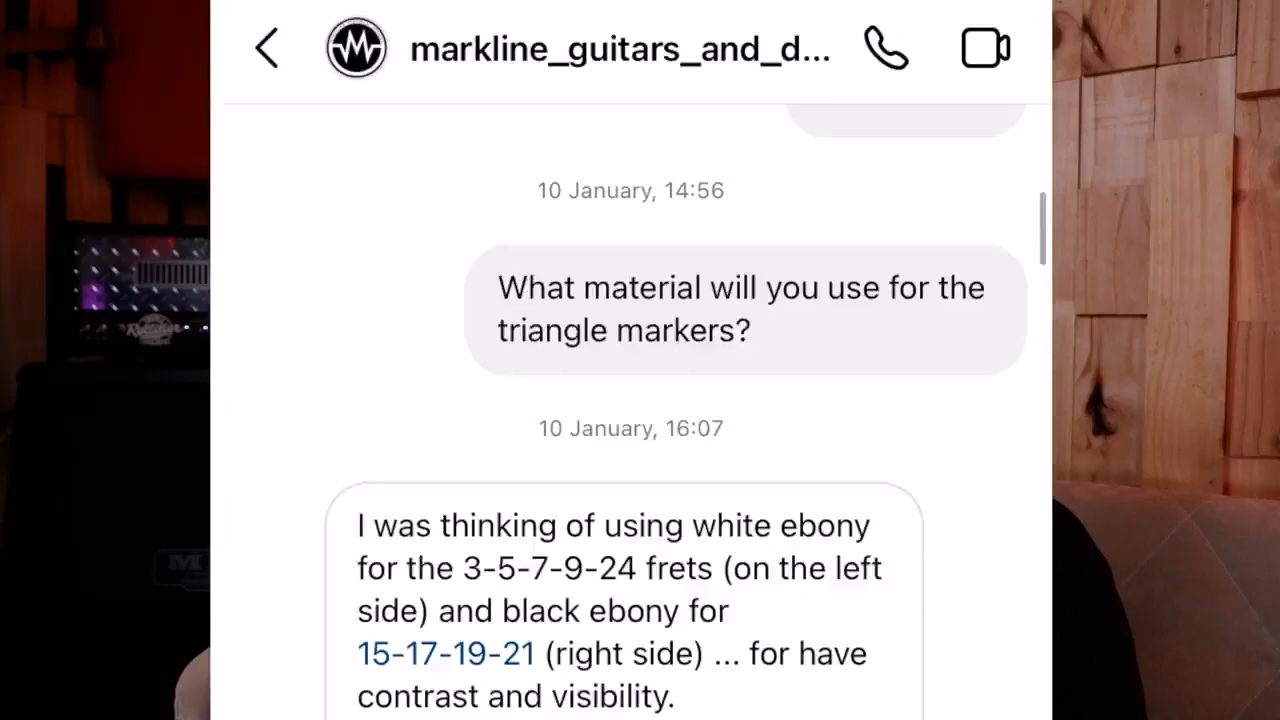 markline_guitars_and_d...
10 January, 14:56
What material will you use for the
triangle markers?
10 January, 16:07
I was thinking of using white ebony
for the 3-5-7-9-24 frets (on the left
side) and black ebony for
15-17-19-21 (right side) ... for have
contrast and visibility.